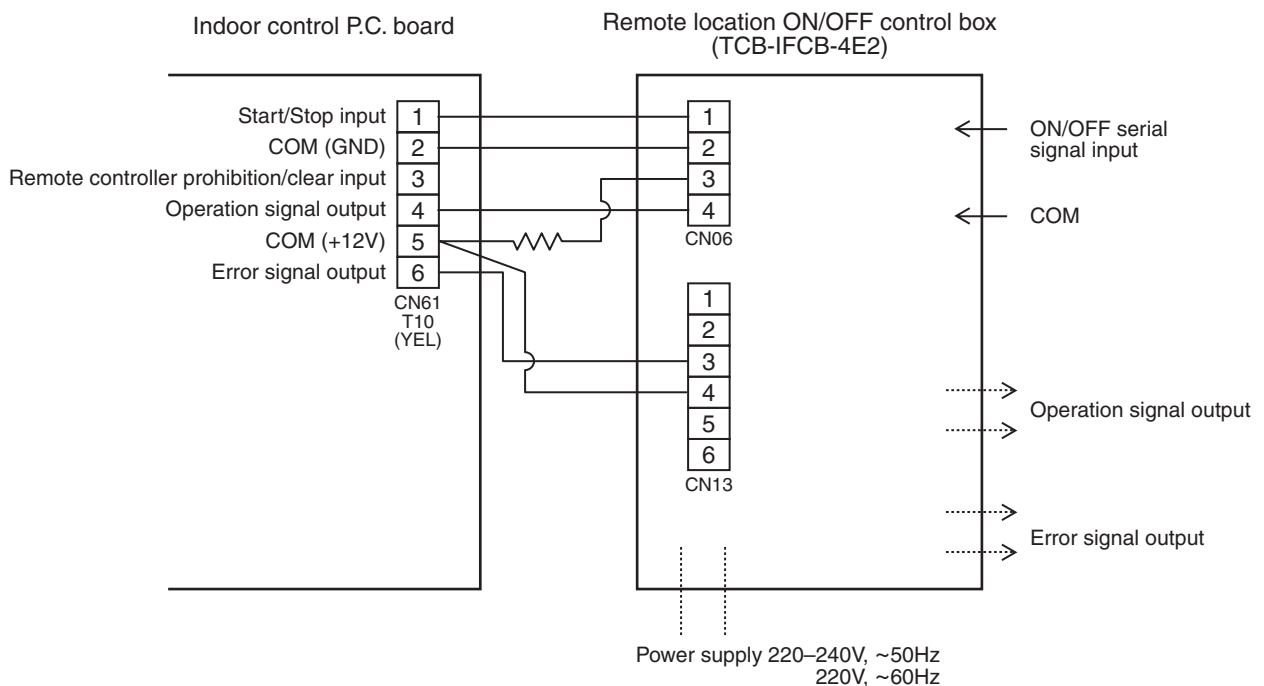 Indoor control P.C. board
Remote location ON/OFF control box
(TCB-IFCB-4E2)
Start/Stop input
COM (GND)
Remote controller prohibition/clear input
Operation signal output
COM (+12V)
Error signal output
1
2
3
4
5
6
CN61
T10
(YEL)
1
2
3
4
CN06
1
2
3
4
5
6
CN13
ON/OFF serial
signal input
COM
Operation signal output
Error signal output
Power supply 220–240V, ~50Hz
220V, ~60Hz